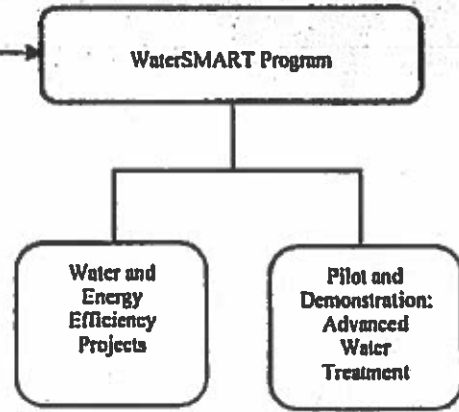 WaterSMART Program
Water and
Energy
Efficiency
Projects
Pilot and
Demonstration:
Advanced
Water
Treatment